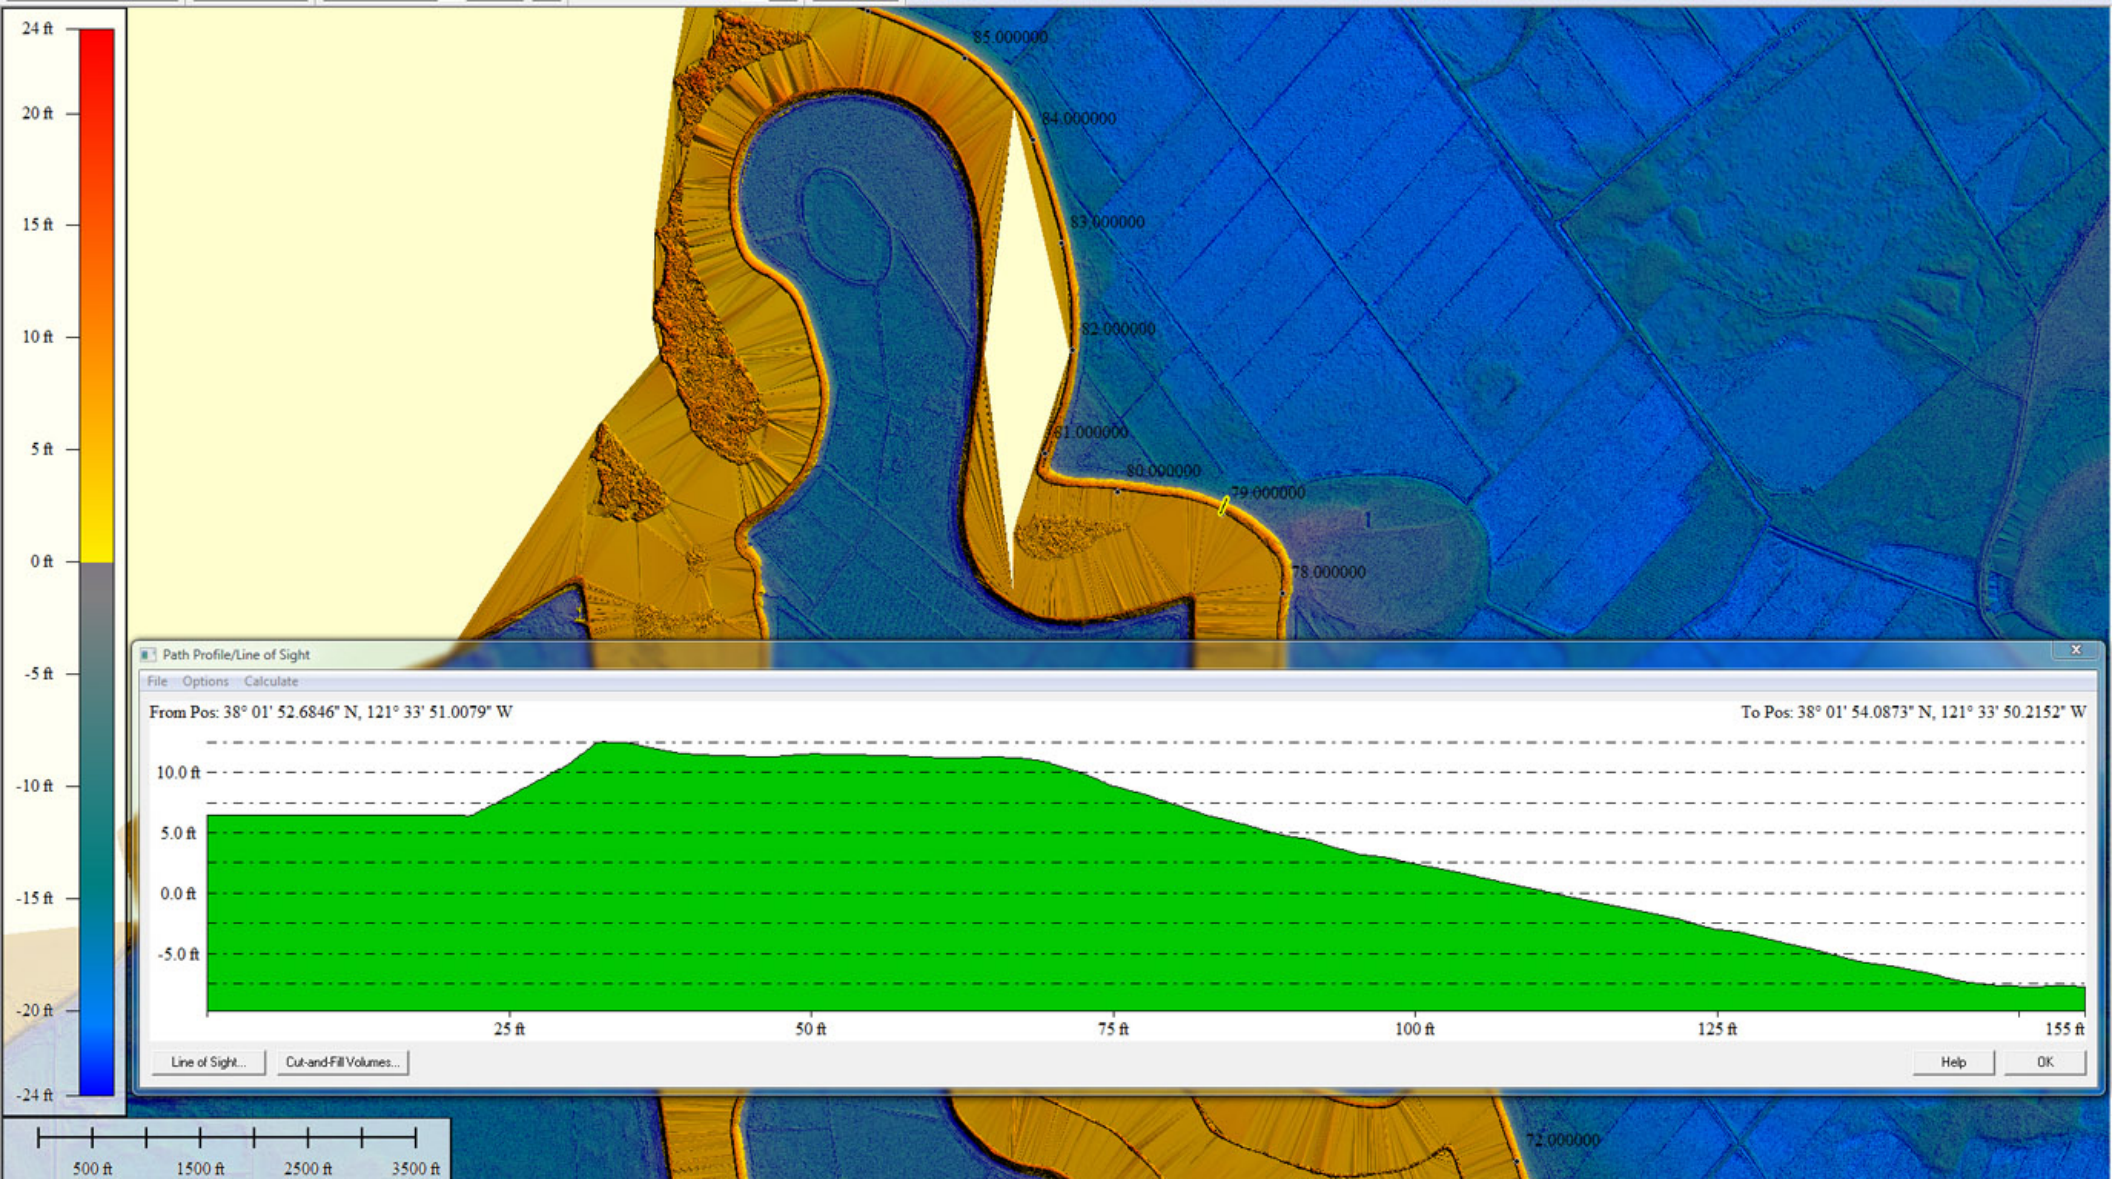 24 ft
20 ft
15 ft
10 ft
5 ft
0 ft
-5 ft
-10 ft
-15 ft
-20 ft
-24 ft
85.000000
84.000000
83.000000
82.000000
81.000000
80.000000
79.000000
1
78.000000
Path Profile/Line of Sight
File Options Calculate
From Pos: 38° 01' 52.6846" N, 121° 33' 51.0079" W To Pos: 38° 01' 54.0873" N, 121° 33' 50.2152" W
10.0 ft
5.0 ft
0.0 ft
-5.0 ft
25 ft 50 ft 75 ft 100 ft 125 ft 155 ft
Line of Sight... Cut-and-Fill Volumes... Help OK
72.000000
500 ft 1500 ft 2500 ft 3500 ft